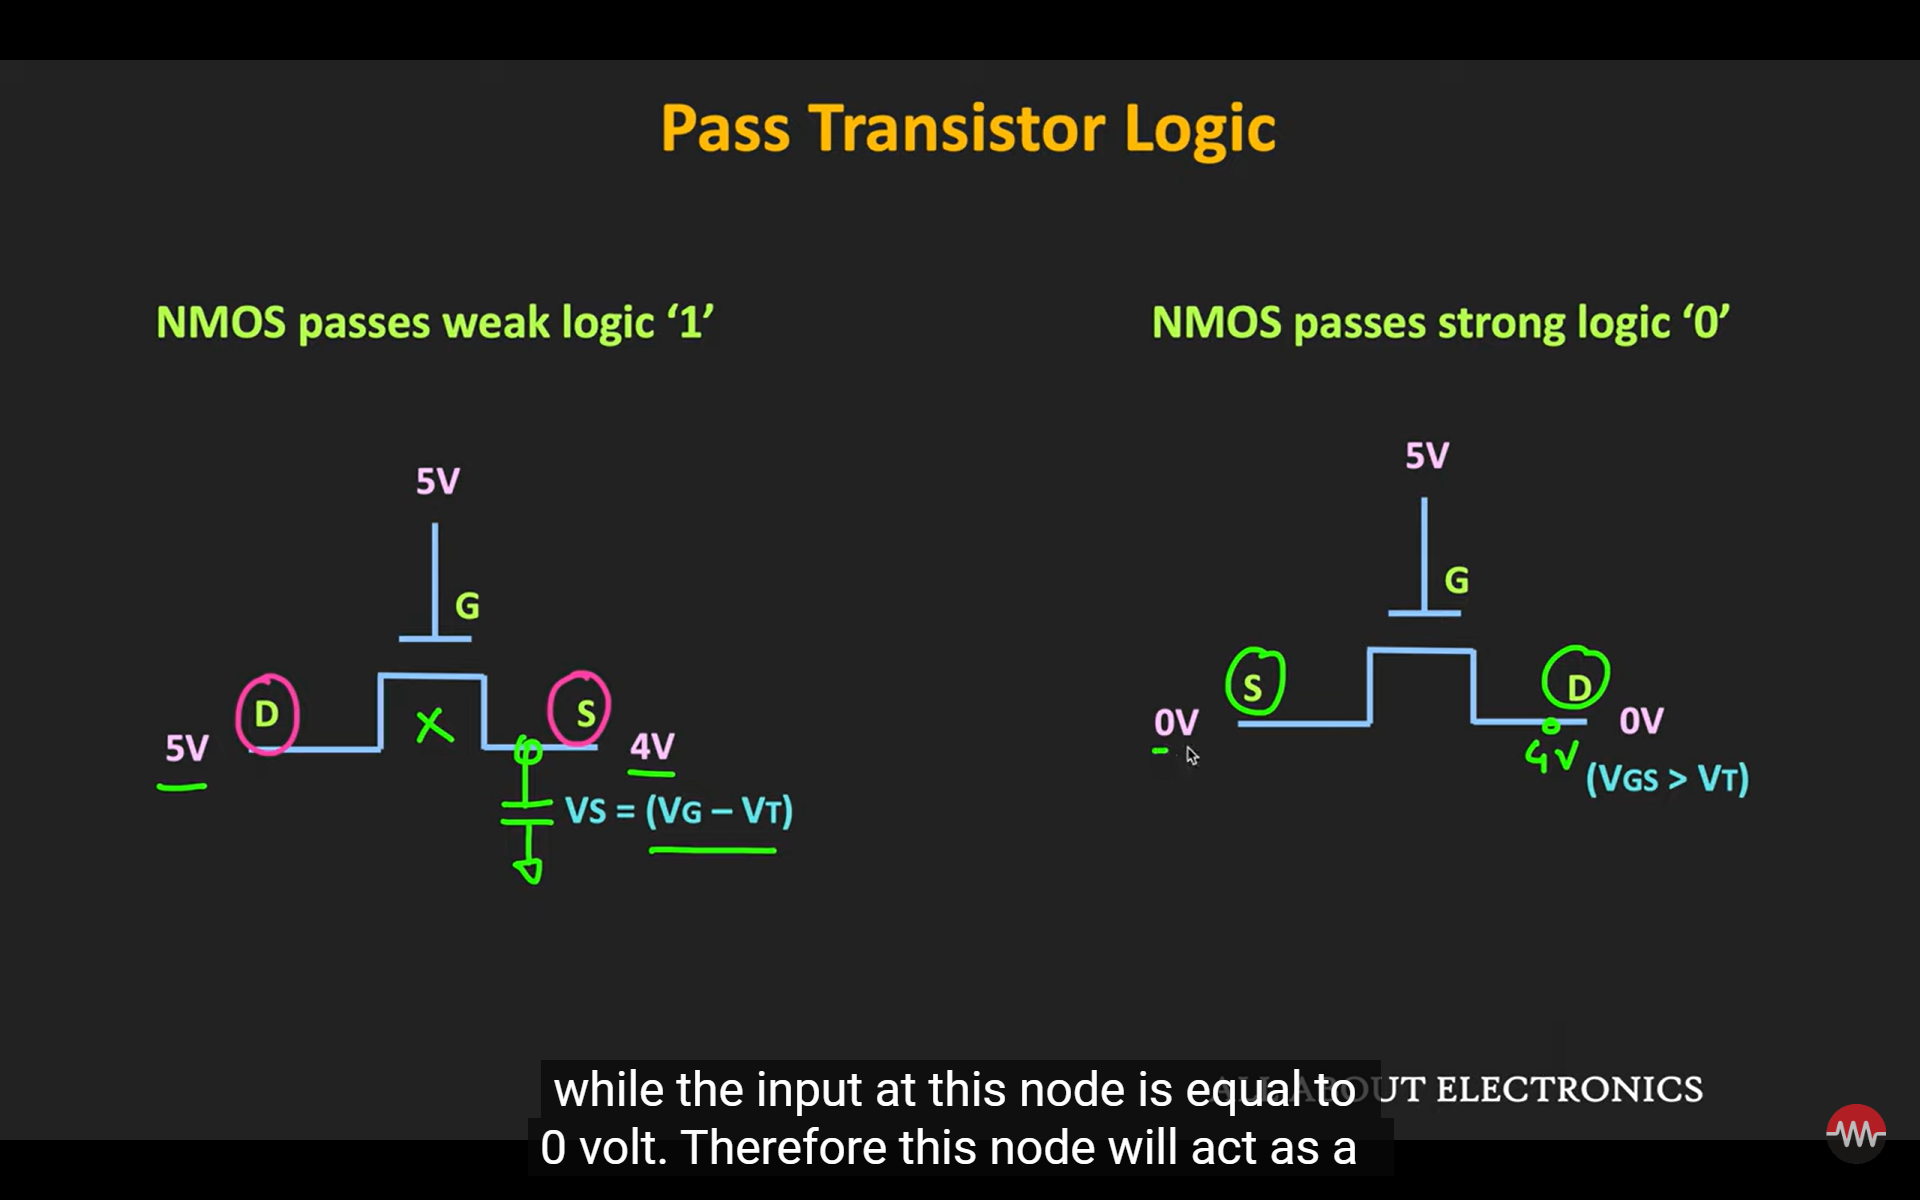 Pass Transistor Logic
NMOS passes weak logic ‘1’
NMOS passes strong logic ‘0’
5V
G
D
S
5V
4V
VS = (VG – VT)
5V
G
S
D
0V
0V
4V
(VGS > VT)
ALL ABOUT ELECTRONICS
while the input at this node is equal to
0 volt. Therefore this node will act as a